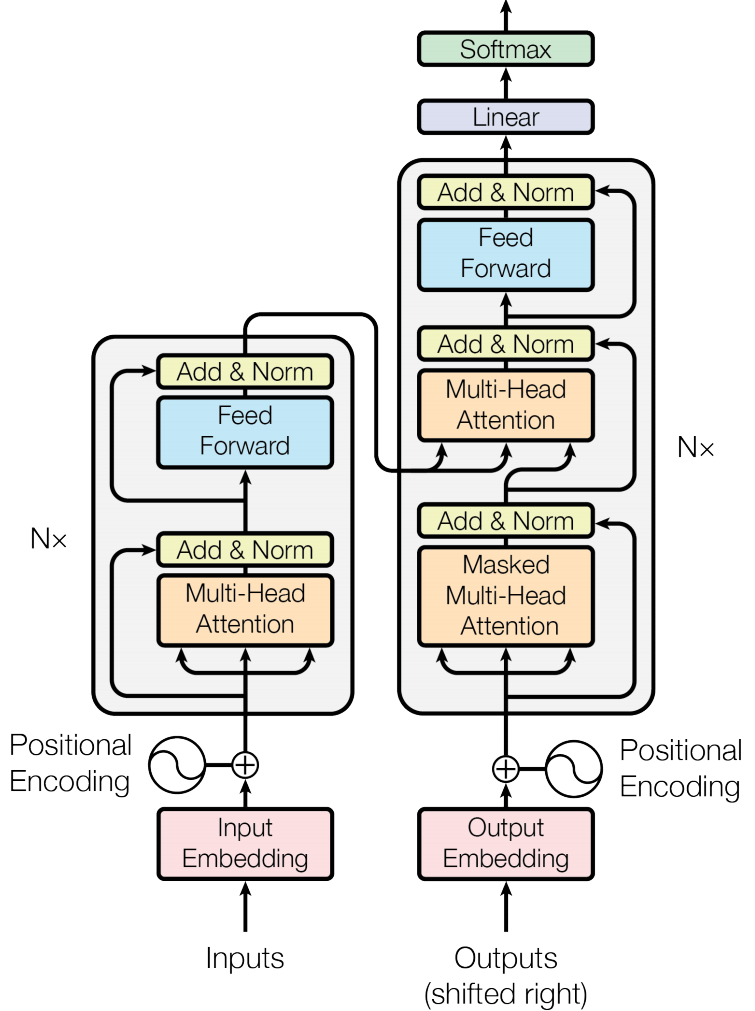 Softmax
Linear
Add & Norm
Feed
Forward
Add & Norm
Multi-Head
Attention
Add & Norm
Masked
Multi-Head
Attention
N×
Add & Norm
Feed
Forward
Add & Norm
Multi-Head
Attention
N×
Positional
Encoding
Positional
Encoding
Input
Embedding
Output
Embedding
Inputs
Outputs
(shifted right)